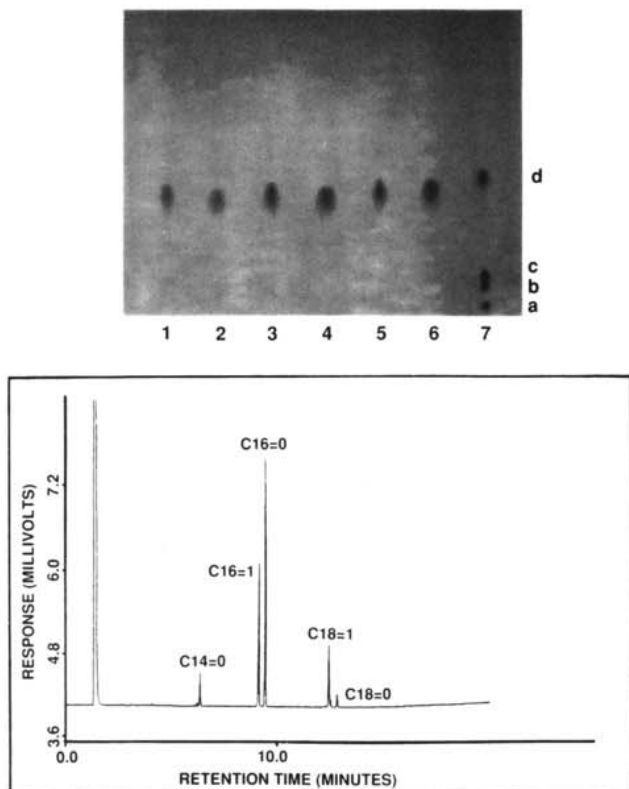 d
c
b
a
1 2 3 4 5 6 7
RESPONSE (MILLIVOLTS)
7.2
6.0
4.8
3.6
C16=0
C16=1
C18=1
C14=0
C18=0
0.0 10.0
RETENTION TIME (MINUTES)